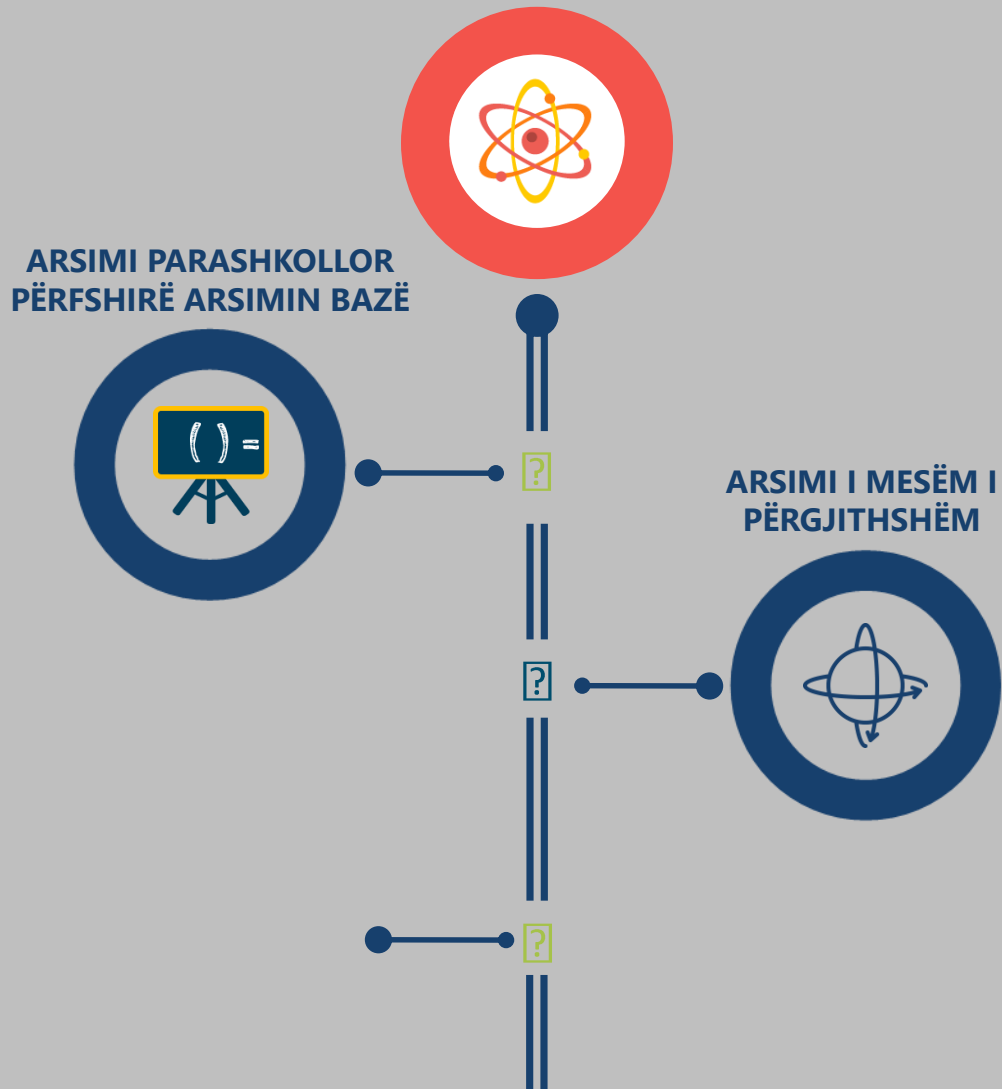 ARSIMI PARASHKOLLOR
PËRFSHIRË ARSIMIN BAZË
( ) =
?
ARSIMI I MESËM I
PËRGJITHSHËM
?
?